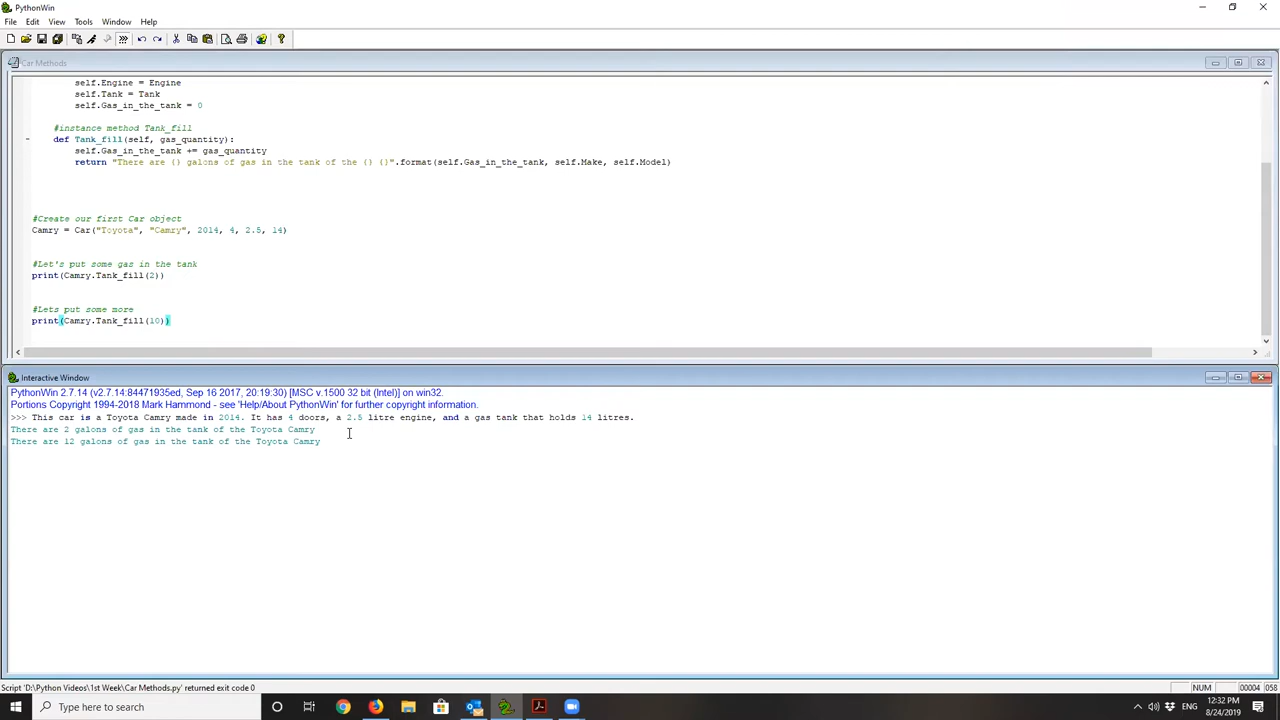 PythonWin
File Edit View Tools Window Help
Car Methods
self.Engine = Engine
self.Tank = Tank
self.Gas_in_the_tank = 0
#instance method Tank_fill
def Tank_fill(self, gas_quantity):
self.Gas_in_the_tank += gas_quantity
return "There are {} galons of gas in the tank of the {} {}".format(self.Gas_in_the_tank, self.Make, self.Model)
#Create our first Car object
Camry = Car("Toyota", "Camry", 2014, 4, 2.5, 14)
#Let's put some gas in the tank
print(Camry.Tank_fill(2))
#Lets put some more
print(Camry.Tank_fill(10))
Interactive Window
PythonWin 2.7.14 (v2.7.14:84471935ed, Sep 16 2017, 20:19:30) [MSC v.1500 32 bit (Intel)] on win32.
Portions Copyright 1994-2018 Mark Hammond - see 'Help/About PythonWin' for further copyright information.
>>> This car is a Toyota Camry made in 2014. It has 4 doors, a 2.5 litre engine, and a gas tank that holds 14 litres.
There are 2 galons of gas in the tank of the Toyota Camry
There are 12 galons of gas in the tank of the Toyota Camry
Script 'D:\Python Videos\1st Week\Car Methods.py' returned exit code 0
NUM 00004 058
Type here to search
ENG
12:32 PM
8/24/2019